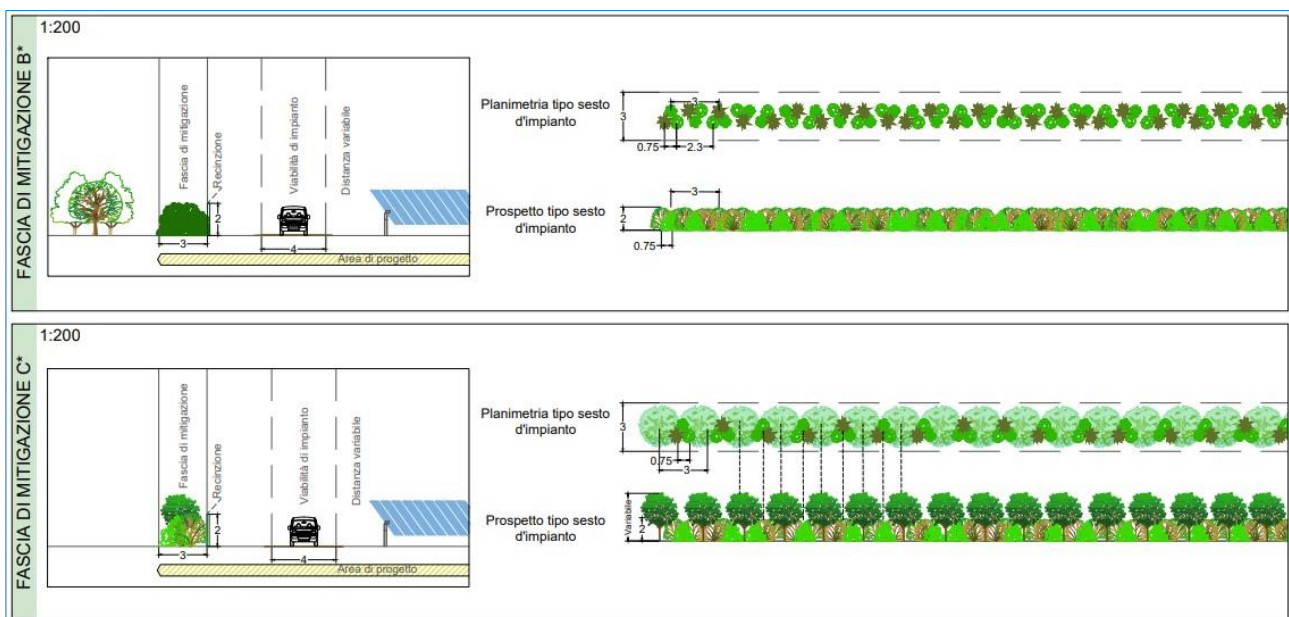 FASCIA DI MITIGAZIONE B*
1:200
Fascia di mitigazione
Recinzione
Viabilità di impianto
Distanza variabile
2
3
4
Area di progetto
Planimetria tipo sesto
d'impianto
3
3
0.75
2.3
Prospetto tipo sesto
d'impianto
3
2
0.75
FASCIA DI MITIGAZIONE C*
1:200
Fascia di mitigazione
Recinzione
Viabilità di impianto
Distanza variabile
2
3
4
Area di progetto
Planimetria tipo sesto
d'impianto
3
0.75
3
Prospetto tipo sesto
d'impianto
Variabile
2